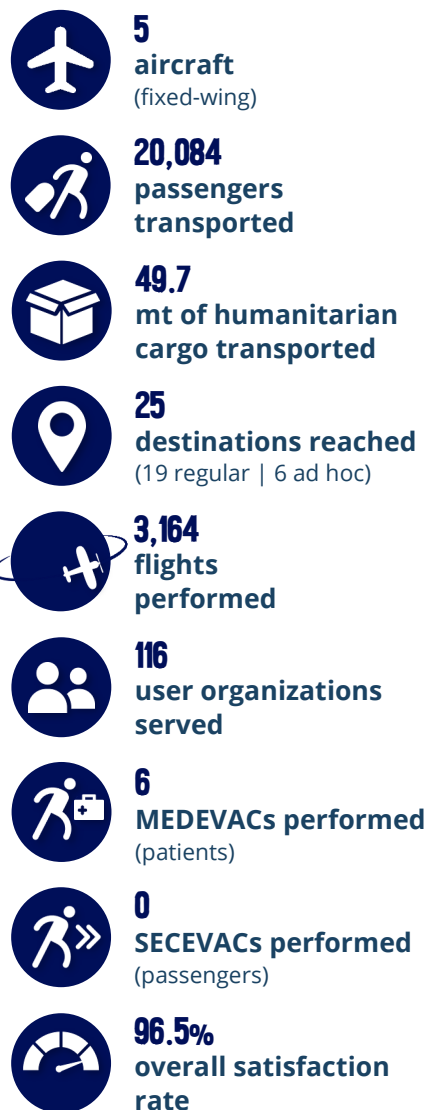 5
aircraft
(fixed-wing)
20,084
passengers
transported
49.7
mt of humanitarian
cargo transported
25
destinations reached
(19 regular | 6 ad hoc)
3,164
flights
performed
116
user organizations
served
6
MEDEVACs performed
(patients)
0
SECEVACs performed
(passengers)
96.5%
overall satisfaction
rate